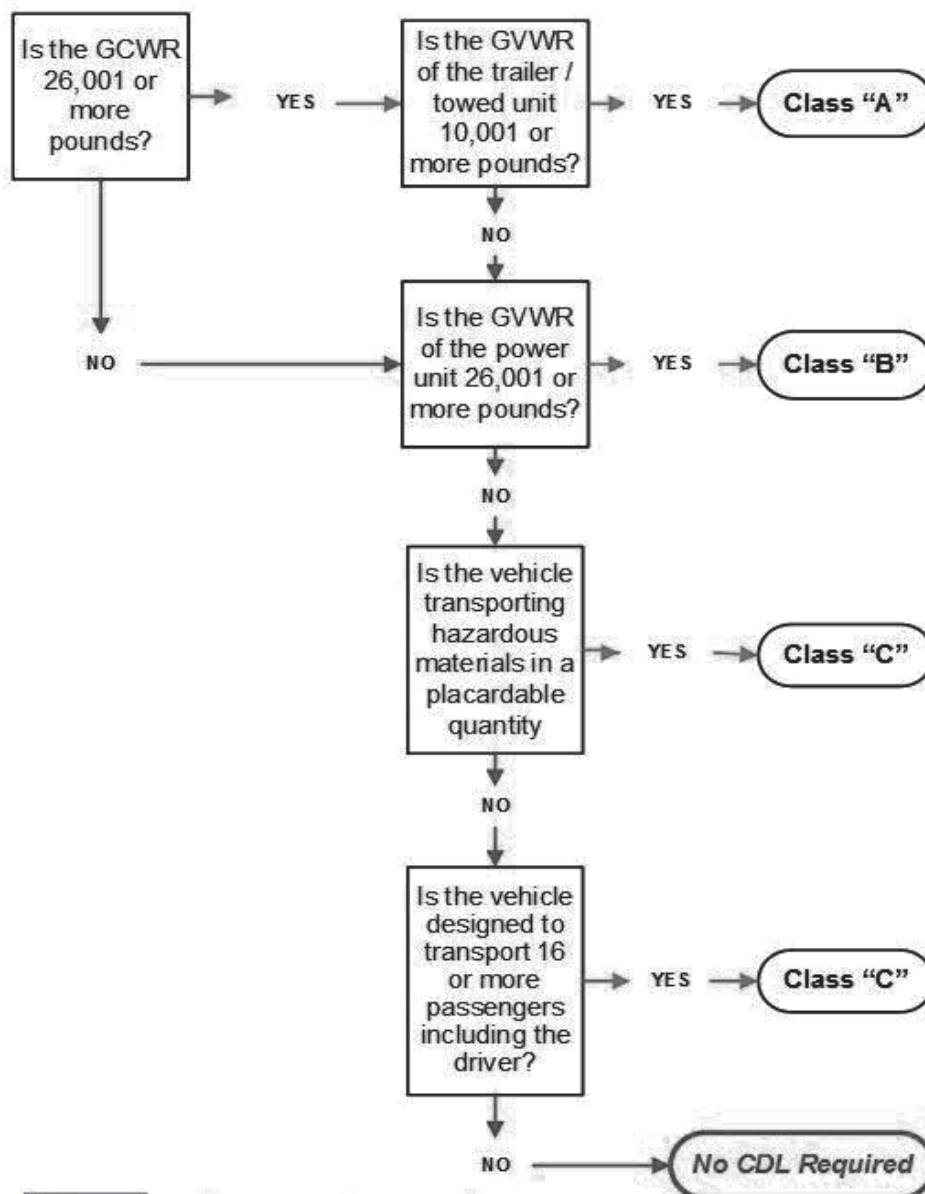 Is the GCWR
26,001 or
more
pounds?
YES
Is the GVWR
of the trailer /
towed unit
10,001 or
more pounds?
YES
Class “A”
NO
NO
Is the GVWR
of the power
unit 26,001 or
more pounds?
YES
Class “B”
NO
Is the vehicle
transporting
hazardous
materials in a
placardable
quantity
YES
Class “C”
NO
Is the vehicle
designed to
transport 16
or more
passengers
including the
driver?
YES
Class “C”
NO
No CDL Required